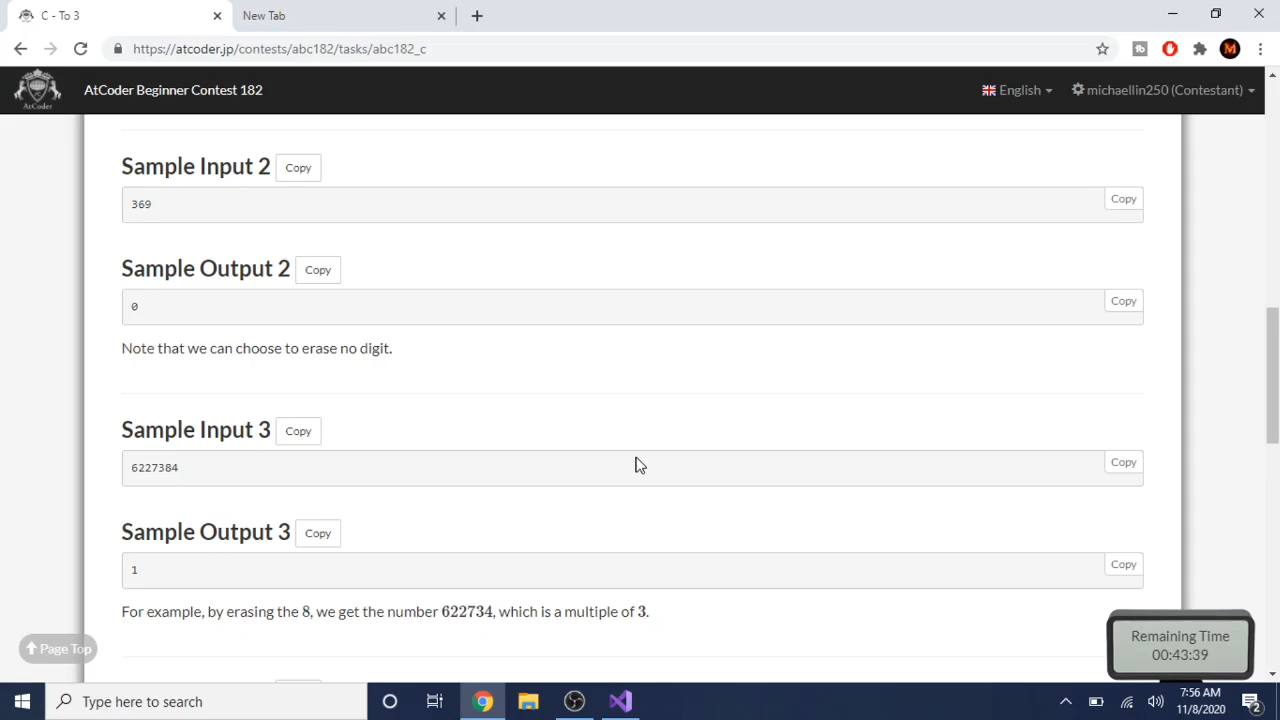 C - To 3
New Tab
https://atcoder.jp/contests/abc182/tasks/abc182_c
M
AtCoder
AtCoder Beginner Contest 182
English
michaellin250 (Contestant)
Sample Input 2
Copy
369
Copy
Sample Output 2
Copy
0
Copy
Note that we can choose to erase no digit.
Sample Input 3
Copy
6227384
Copy
Sample Output 3
Copy
1
Copy
For example, by erasing the 8, we get the number 622734, which is a multiple of 3.
Page Top
Remaining Time
00:43:39
Type here to search
7:56 AM
11/8/2020
2